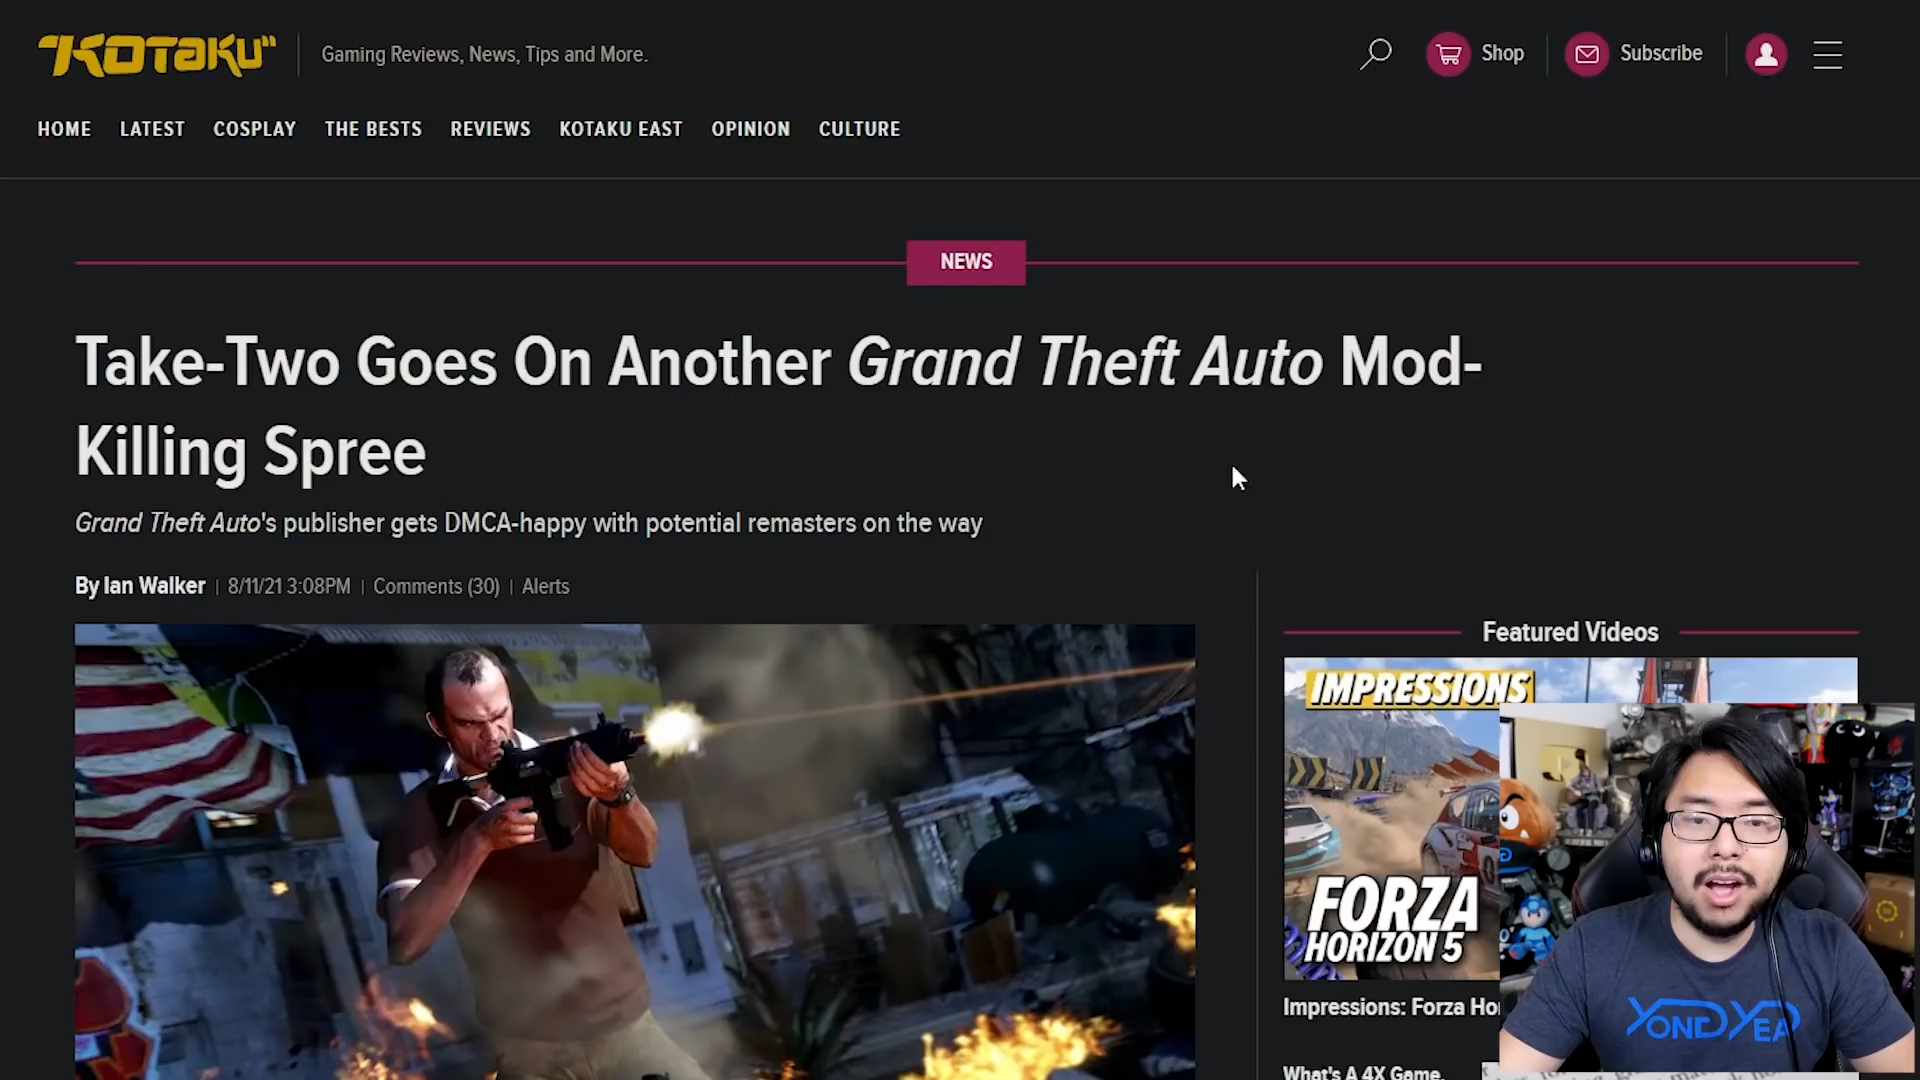 KOTAKU
Gaming Reviews, News, Tips and More.
Shop
Subscribe
HOME LATEST COSPLAY THE BESTS REVIEWS KOTAKU EAST OPINION CULTURE
NEWS
Take-Two Goes On Another Grand Theft Auto Mod-
Killing Spree
Grand Theft Auto's publisher gets DMCA-happy with potential remasters on the way
By Ian Walker | 8/11/21 3:08PM | Comments (30) | Alerts
Featured Videos
IMPRESSIONS
FORZA
HORIZON 5
Impressions: Forza Hor
What's A 4X Game,
YONGYEA